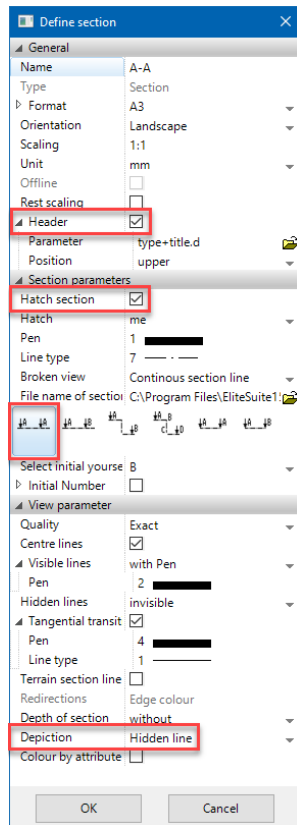 Define section
General
Name A-A
Type Section
Format A3
Orientation Landscape
Scaling 1:1
Unit mm
Offline
Rest scaling
Header
Parameter type+title.d
Position upper
Section parameters
Hatch section
Hatch me
Pen 1
Line type 7
Broken view Continous section line
File name of section C:\Program Files\EliteSuite1
A A A B A B A B C D A A A B
Select initial yourse B
Initial Number
View parameter
Quality Exact
Centre lines
Visible lines with Pen
Pen 2
Hidden lines invisible
Tangential transit
Pen 4
Line type 1
Terrain section line
Redirections Edge colour
Depth of section without
Depiction Hidden line
Colour by attribute
OK Cancel